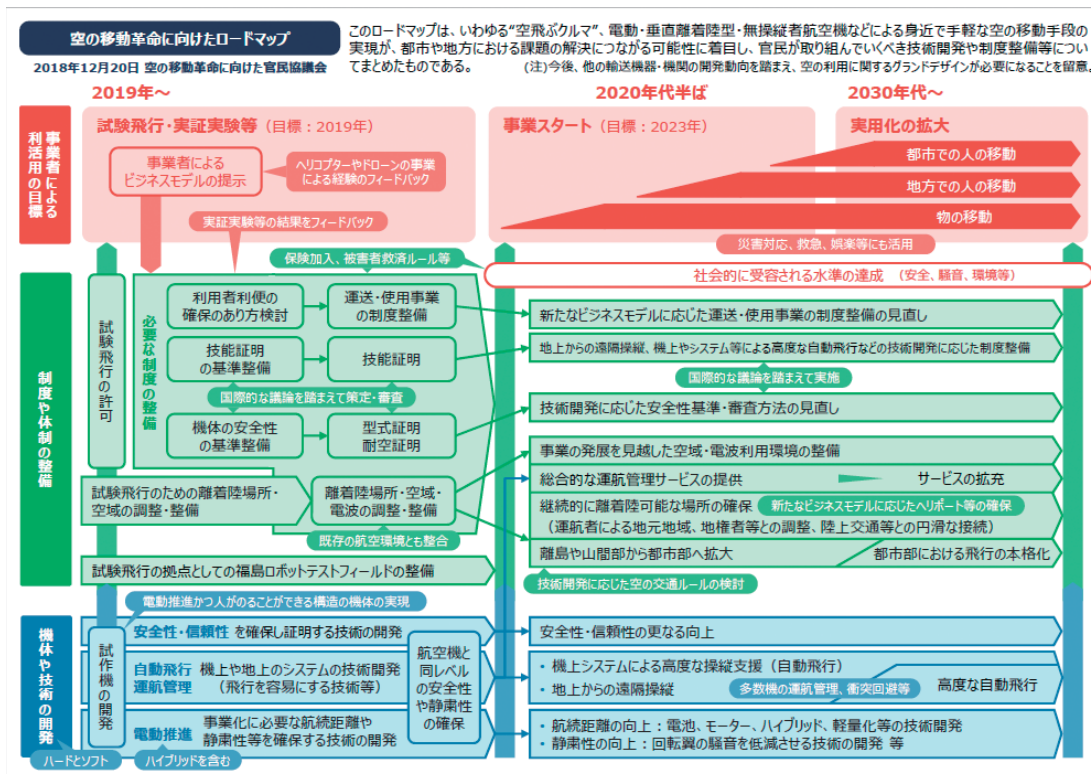 空の移動革命に向けたロードマップ
2018年12月20日 空の移動革命に向けた官民協議会
このロードマップは、いわゆる“空飛ぶクルマ”、電動・垂直離着陸型・無操縦者航空機などによる身近で手軽な空の移動手段の
実現が、都市や地方における課題の解決につながる可能性に着目し、官民が取り組んでいくべき技術開発や制度整備等につい
てまとめたものである。
(注)今後、他の輸送機器・機関の開発動向を踏まえ、空の利用に関するグランドデザインが必要になることを留意。
2019年～
2020年代半ば
2030年代～
事業者による
利活用の目標
試験飛行・実証実験等（目標：2019年）
事業スタート（目標：2023年）
実用化の拡大
事業者による
ビジネスモデルの提示
ヘリコプターやドローンの事業
による経験のフィードバック
都市での人の移動
地方での人の移動
物の移動
実証実験等の結果をフィードバック
災害対応、救急、娯楽等にも活用
保険加入、被害者救済ルール等
社会的に受容される水準の達成 （安全、騒音、環境等）
制度や体制の整備
試験飛行の許可
必要な制度の整備
利用者利便の
確保のあり方検討
運送・使用事業
の制度整備
新たなビジネスモデルに応じた運送・使用事業の制度整備の見直し
技能証明
の基準整備
技能証明
地上からの遠隔操縦、機上やシステム等による高度な自動飛行などの技術開発に応じた制度整備
国際的な議論を踏まえて策定・審査
国際的な議論を踏まえて実施
機体の安全性
の基準整備
型式証明
耐空証明
技術開発に応じた安全性基準・審査方法の見直し
事業の発展を見越した空域・電波利用環境の整備
試験飛行のための離着陸場所・
空域の調整・整備
離着陸場所・空域・
電波の調整・整備
総合的な運航管理サービスの提供
サービスの拡充
継続的に離着陸可能な場所の確保
新たなビジネスモデルに応じたヘリポート等の確保
（運航者による地元地域、地権者等との調整、陸上交通等との円滑な接続）
既存の航空環境とも整合
離島や山間部から都市部へ拡大
都市部における飛行の本格化
試験飛行の拠点としての福島ロボットテストフィールドの整備
技術開発に応じた空の交通ルールの検討
電動推進かつ人がのることができる構造の機体の実現
機体や技術の開発
試作機の開発
安全性・信頼性 を確保し証明する技術の開発
安全性・信頼性の更なる向上
自動飛行
運航管理
機上や地上のシステムの技術開発
（飛行を容易にする技術等）
航空機と
同レベル
の安全性
や静粛性
の確保
・ 機上システムによる高度な操縦支援（自動飛行）
・ 地上からの遠隔操縦
多数機の運航管理、衝突回避等
高度な自動飛行
電動推進
事業化に必要な航続距離や
静粛性等を確保する技術の開発
・ 航続距離の向上：電池、モーター、ハイブリッド、軽量化等の技術開発
・ 静粛性の向上：回転翼の騒音を低減させる技術の開発 等
ハードとソフト
ハイブリッドを含む